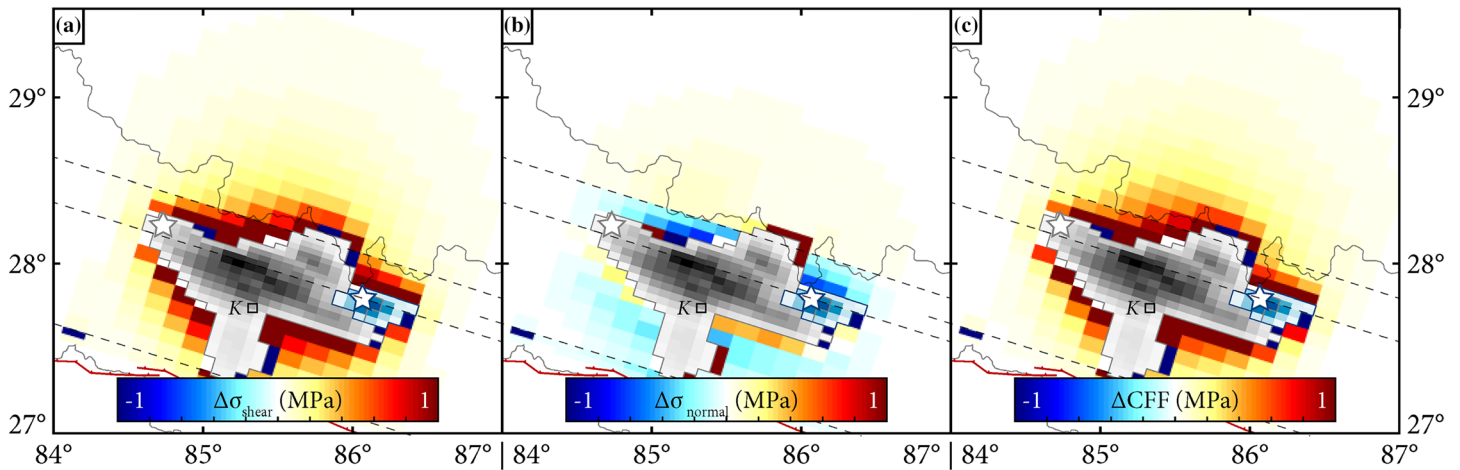 (a) (b) (c)
29° 29°
28° 28°
K K K
-1 Δσshear (MPa) 1 -1 Δσnormal (MPa) 1 -1 ΔCFF (MPa) 1
27° 27°
84° 85° 86° 87° 84° 85° 86° 87° 84° 85° 86° 87°